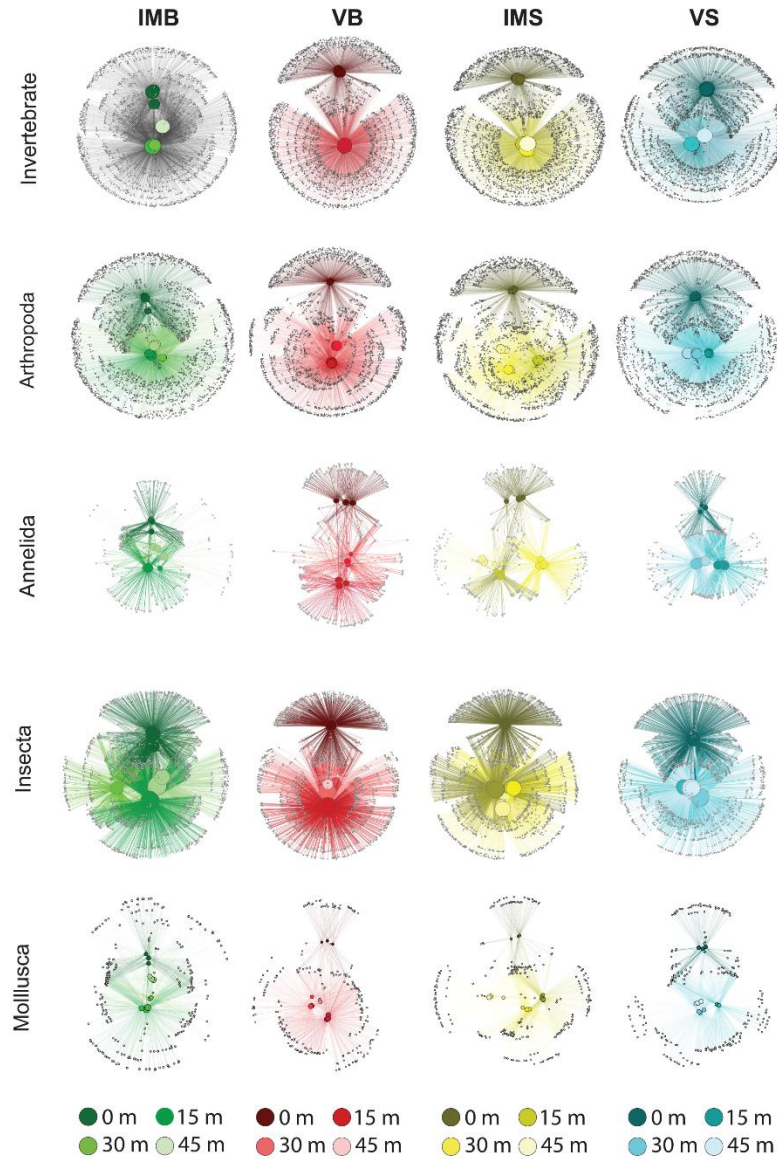 IMB VB IMS VS
Invertebrate
Arthropoda
Annelida
Insecta
Molllusca
0 m 15 m 0 m 15 m 0 m 15 m 0 m 15 m
30 m 45 m 30 m 45 m 30 m 45 m 30 m 45 m